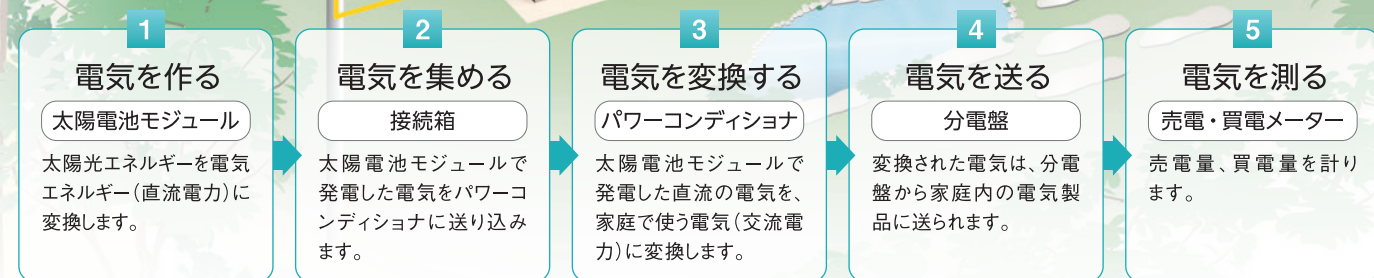 1
電気を作る
太陽電池モジュール
太陽光エネルギーを電気
エネルギー(直流電力)に
変換します。
2
電気を集める
接続箱
太陽電池モジュールで
発電した電気をパワーコ
ンディショナに送り込み
ます。
3
電気を変換する
パワーコンディショナ
太陽電池モジュールで
発電した直流の電気を、
家庭で使う電気(交流電
力)に変換します。
4
電気を送る
分電盤
変換された電気は、分電
盤から家庭内の電気製
品に送られます。
5
電気を測る
売電・買電メーター
売電量、買電量を計り
ます。